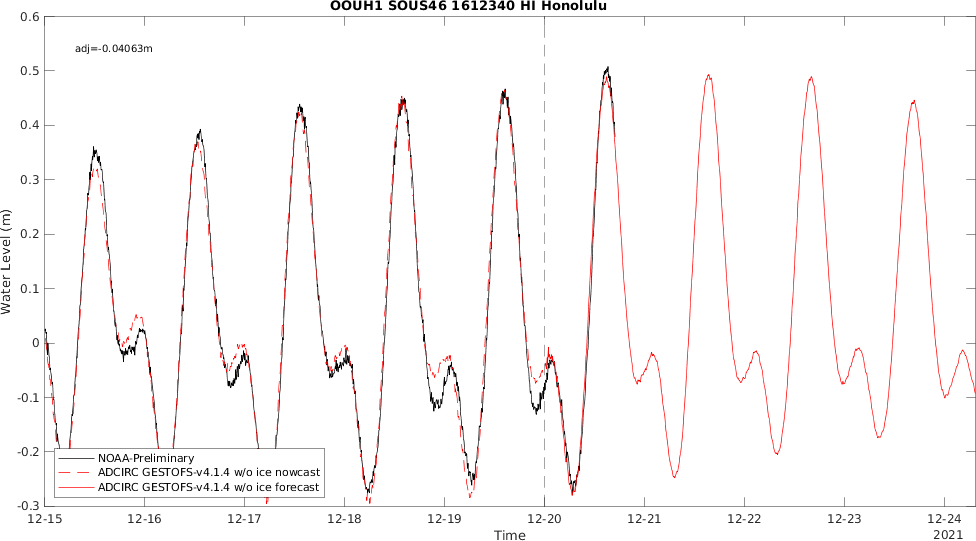 OOUH1 SOUS46 1612340 HI Honolulu
adj=-0.04063m
Water Level (m)
0.6
0.5
0.4
0.3
0.2
0.1
0
-0.1
-0.2
-0.3
NOAA-Preliminary
ADCIRC GESTOFS-v4.1.4 w/o ice nowcast
ADCIRC GESTOFS-v4.1.4 w/o ice forecast
12-15 12-16 12-17 12-18 12-19 12-20 12-21 12-22 12-23 12-24
2021
Time